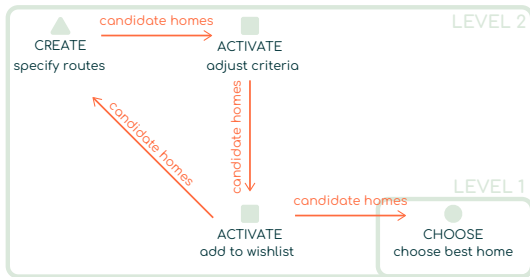 candidate homes
LEVEL 2
CREATE
specify routes
ACTIVATE
adjust criteria
candidate homes
candidate homes
LEVEL 1
candidate homes
ACTIVATE
add to wishlist
CHOOSE
choose best home